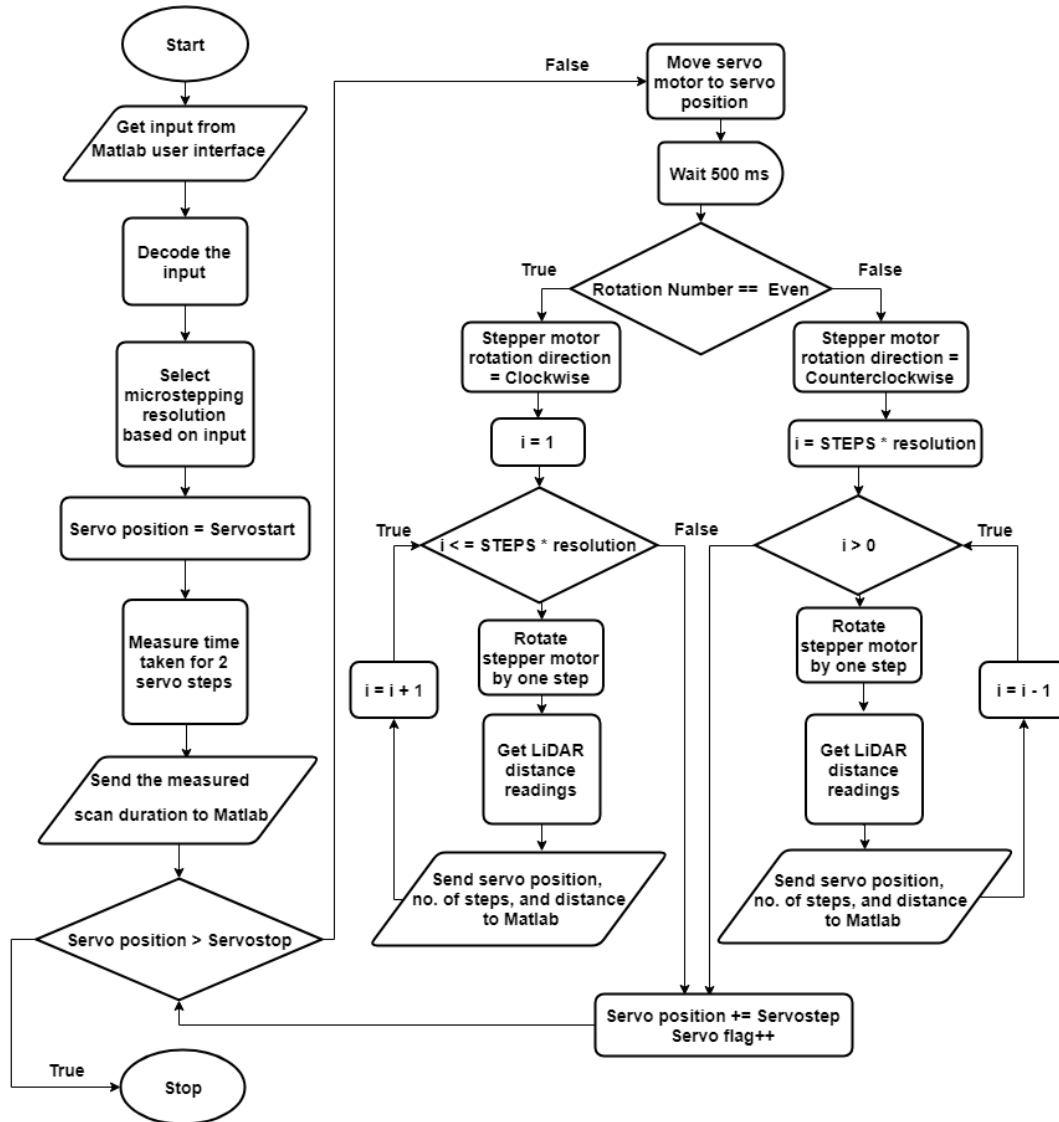 Start
Get input from
Matlab user interface
Decode the
input
Select
microstepping
resolution
based on input
Servo position = Servostart
Measure time
taken for 2
servo steps
Send the measured
scan duration to Matlab
Servo position > Servostop
True
Stop
False
Move servo
motor to servo
position
Wait 500 ms
Rotation Number == Even
True
False
Stepper motor
rotation direction
= Clockwise
i = 1
True
i < = STEPS * resolution
False
Rotate
stepper motor
by one step
i = i + 1
Get LiDAR
distance
readings
Send servo position,
no. of steps, and distance
to Matlab
Stepper motor
rotation direction =
Counterclockwise
i = STEPS * resolution
i > 0
True
False
Rotate
stepper motor
by one step
i = i - 1
Get LiDAR
distance
readings
Send servo position,
no. of steps, and distance
to Matlab
Servo position += Servostep
Servo flag++